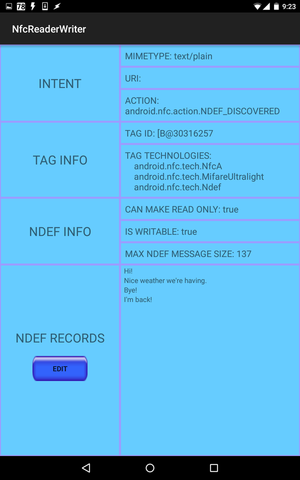 78 9:23
NfcReaderWriter
INTENT
MIMETYPE: text/plain
URI:
ACTION:
android.nfc.action.NDEF_DISCOVERED
TAG INFO
TAG ID: [B@30316257
TAG TECHNOLOGIES:
android.nfc.tech.NfcA
android.nfc.tech.MifareUltralight
android.nfc.tech.Ndef
NDEF INFO
CAN MAKE READ ONLY: true
IS WRITABLE: true
MAX NDEF MESSAGE SIZE: 137
NDEF RECORDS
EDIT
Hi!
Nice weather we're having.
Bye!
I'm back!